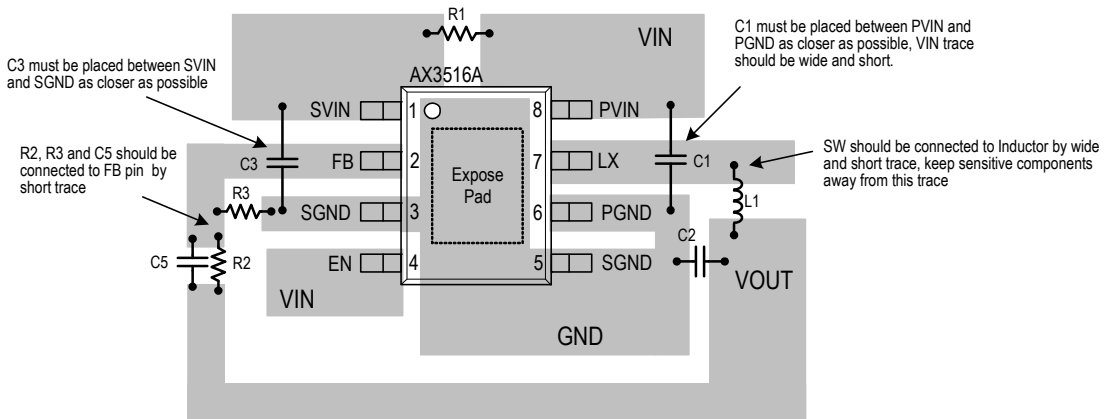 R1
VIN
C1 must be placed between PVIN and
PGND as closer as possible, VIN trace
should be wide and short.
C3 must be placed between SVIN
and SGND as closer as possible
AX3516A
SVIN
1
8
PVIN
R2, R3 and C5 should be
connected to FB pin by
short trace
C3
FB
2
7
LX
C1
SW should be connected to Inductor by wide
and short trace, keep sensitive components
away from this trace
Expose
Pad
R3
SGND
3
6
PGND
L1
C2
C5
R2
EN
4
5
SGND
VOUT
VIN
GND